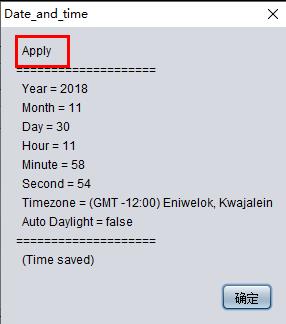 Date_and_time
Apply
====================
Year = 2018
Month = 11
Day = 30
Hour = 11
Minute = 58
Second = 54
Timezone = (GMT -12:00) Eniwelok, Kwajalein
Auto Daylight = false
====================
(Time saved)
确定